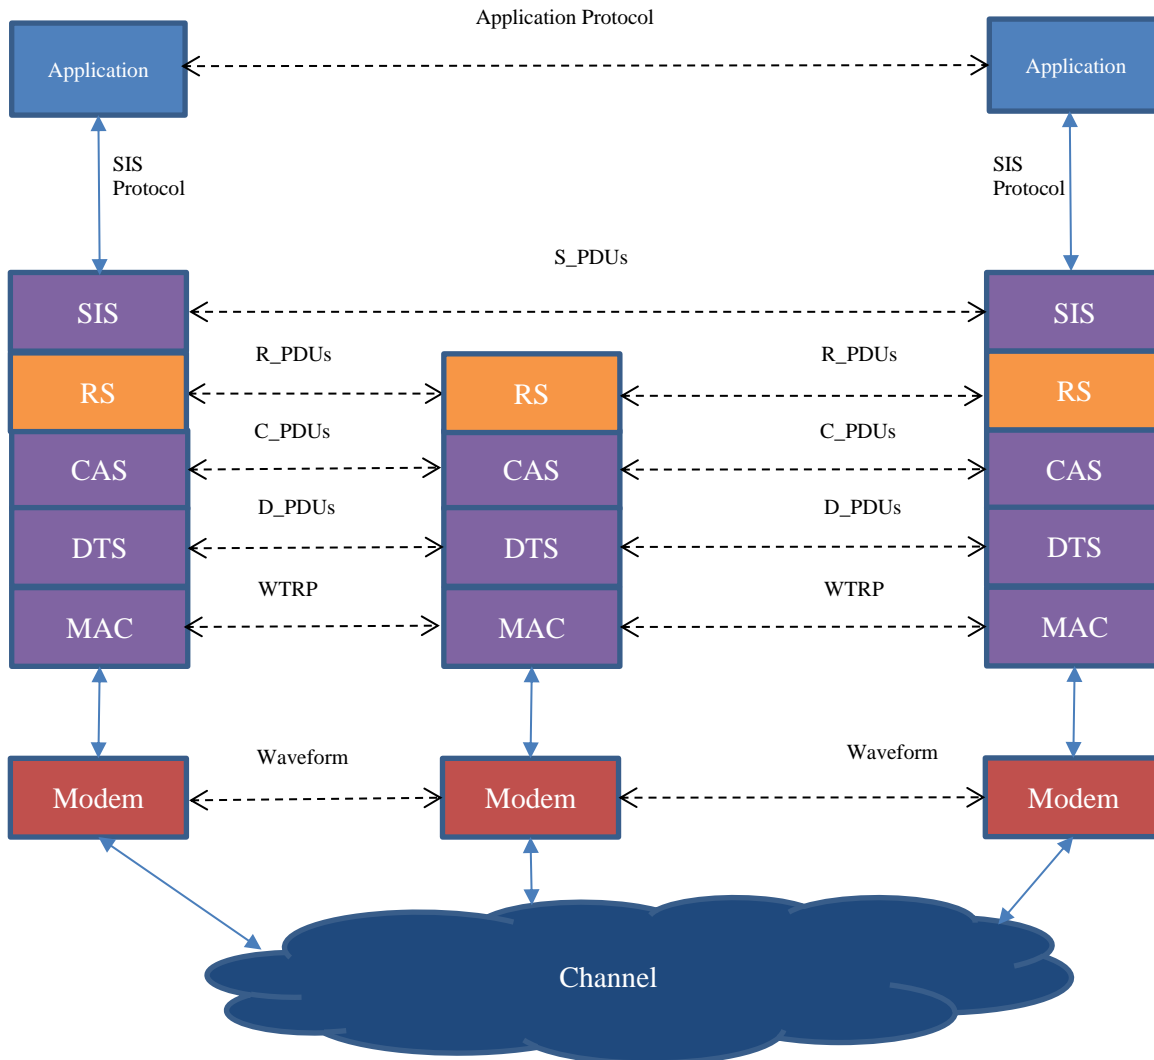 Application Protocol
Application
Application
SIS
Protocol
SIS
Protocol
S_PDUs
SIS
SIS
R_PDUs
R_PDUs
RS
RS
RS
C_PDUs
C_PDUs
CAS
CAS
CAS
D_PDUs
D_PDUs
DTS
DTS
DTS
WTRP
WTRP
MAC
MAC
MAC
Waveform
Waveform
Modem
Modem
Modem
Channel